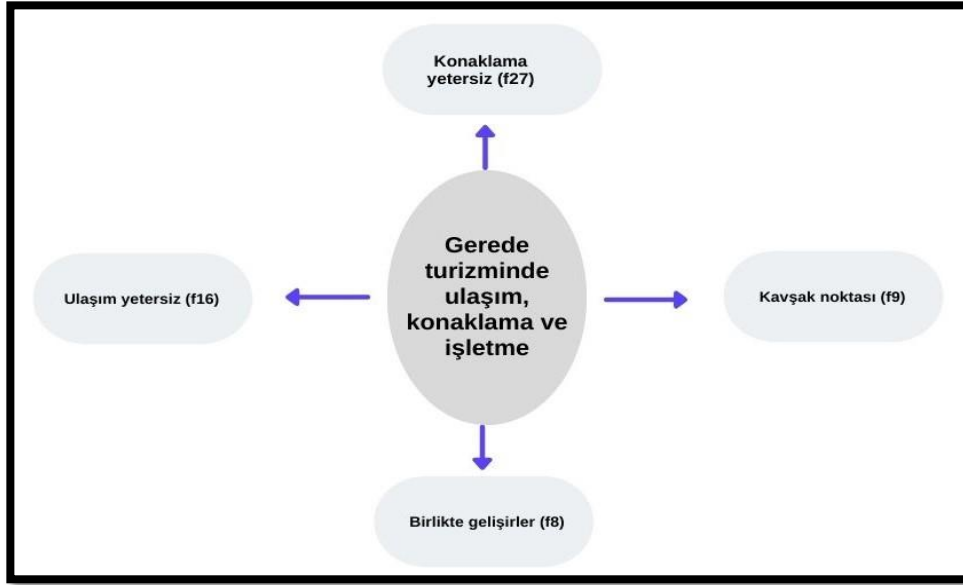 Konaklama
yetersiz (f27)
Gerede
turizminde
ulaşım,
konaklama ve
işletme
Ulaşım yetersiz (f16)
Kavşak noktası (f9)
Birlikte gelişirler (f8)